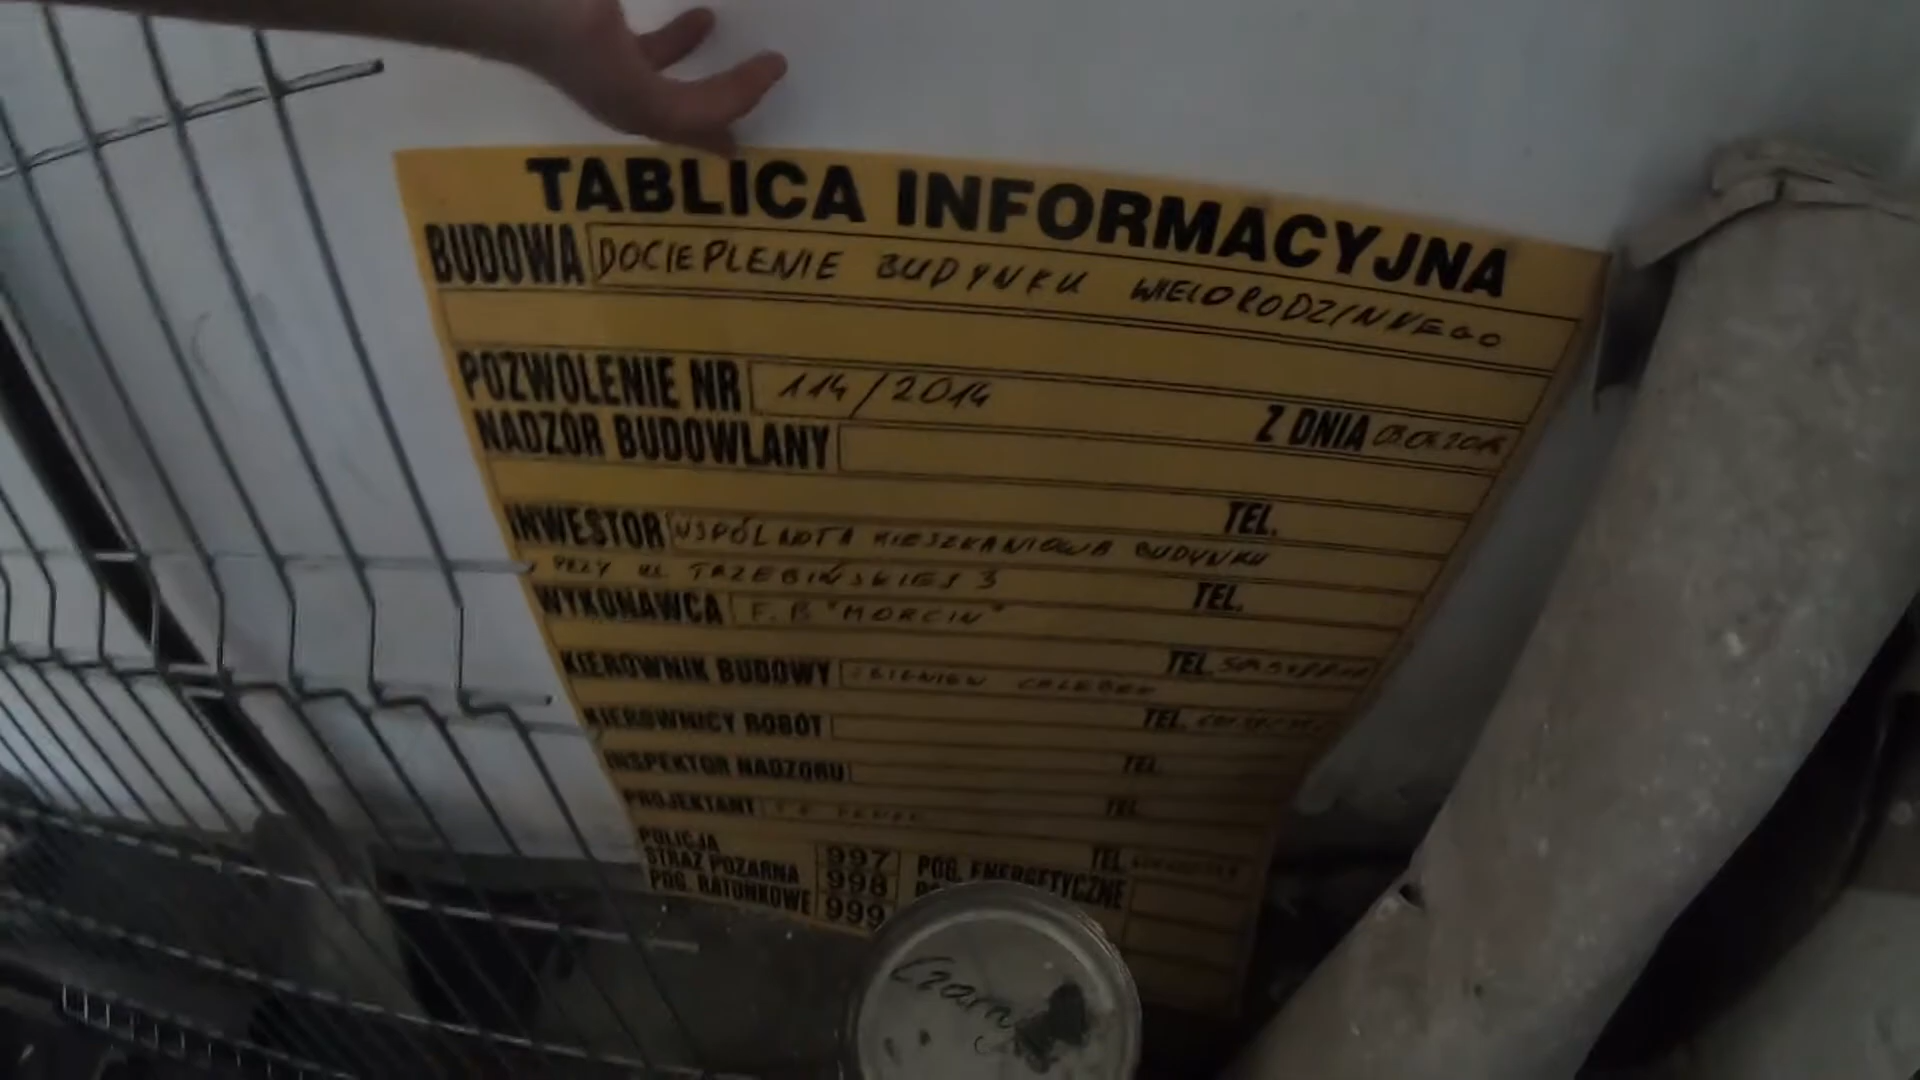 TABLICA INFORMACYJNA
BUDOWA DOCIEPLENIE BUDYNKU WIELORODZINNEGO
POZWOLENIE NR 114/2014 Z DNIA
NADZÓR BUDOWLANY
TEL.
INWESTOR WSPÓLNOTA MIESZKANIOWA BUDYNKU
PRZY UL. TRZEBIŃSKIEJ 3 TEL.
WYKONAWCA F.B "MORCIN"
TEL.
KIEROWNIK BUDOWY ZBIGNIEW
KIEROWNICY ROBÓT TEL.
INSPEKTOR NADZORU TEL.
PROJEKTANT TEL.
POLICJA 997 TEL.
STRAŻ POŻARNA 998 POG. ENERGETYCZNE
POG. RATUNKOWE 999
Czarny